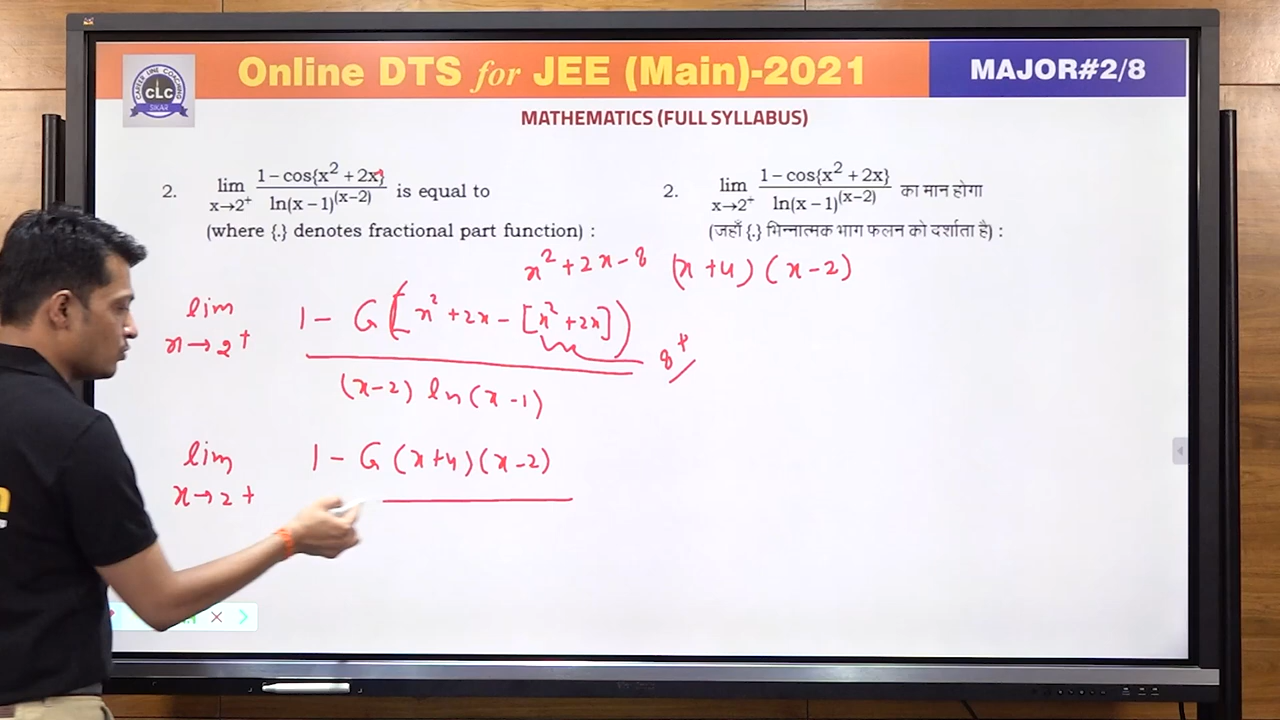 CAREER LINE COACHING
CLC
SIKAR
Online DTS for JEE (Main)-2021
MAJOR#2/8
MATHEMATICS (FULL SYLLABUS)
2. lim x→2⁺ 1 – cos{x² + 2x} / ln(x – 1)^(x–2) is equal to
(where {.} denotes fractional part function) :
2. lim x→2⁺ 1 – cos{x² + 2x} / ln(x – 1)^(x–2) का मान होगा
(जहाँ {.} भिन्नात्मक भाग फलन को दर्शाता है) :
x² + 2x – 8 (x + 4) (x – 2)
lim x→2⁺ 1 – G([x² + 2x – [x² + 2x]) / (x–2) ln(x–1)
8⁺
lim x→2+ 1 – G (x+4)(x–2)